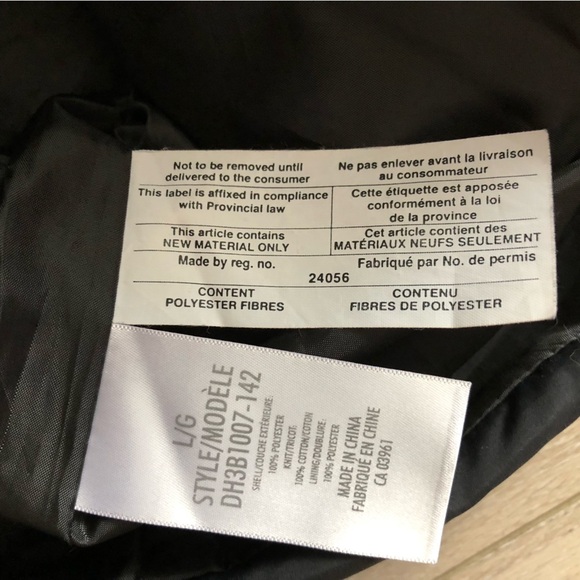 Not to be removed until
delivered to the consumer
Ne pas enlever avant la livraison
au consommateur
This label is affixed in compliance
with Provincial law
Cette étiquette est apposée
conformément à la loi
de la province
This article contains
NEW MATERIAL ONLY
Cet article contient des
MATÉRIAUX NEUFS SEULEMENT
Made by reg. no.
Fabriqué par No. de permis
24056
CONTENT
POLYESTER FIBRES
CONTENU
FIBRES DE POLYESTER
L/G
STYLE/MODÈLE
DH3B1007-142
SHELL/COUCHE EXTÉRIEURE:
100% POLYESTER
KNIT/TRICOT:
100% COTTON/COTON
LINING/DOUBLURE:
100% POLYESTER
MADE IN CHINA
FABRIQUÉ EN CHINE
CA 03961